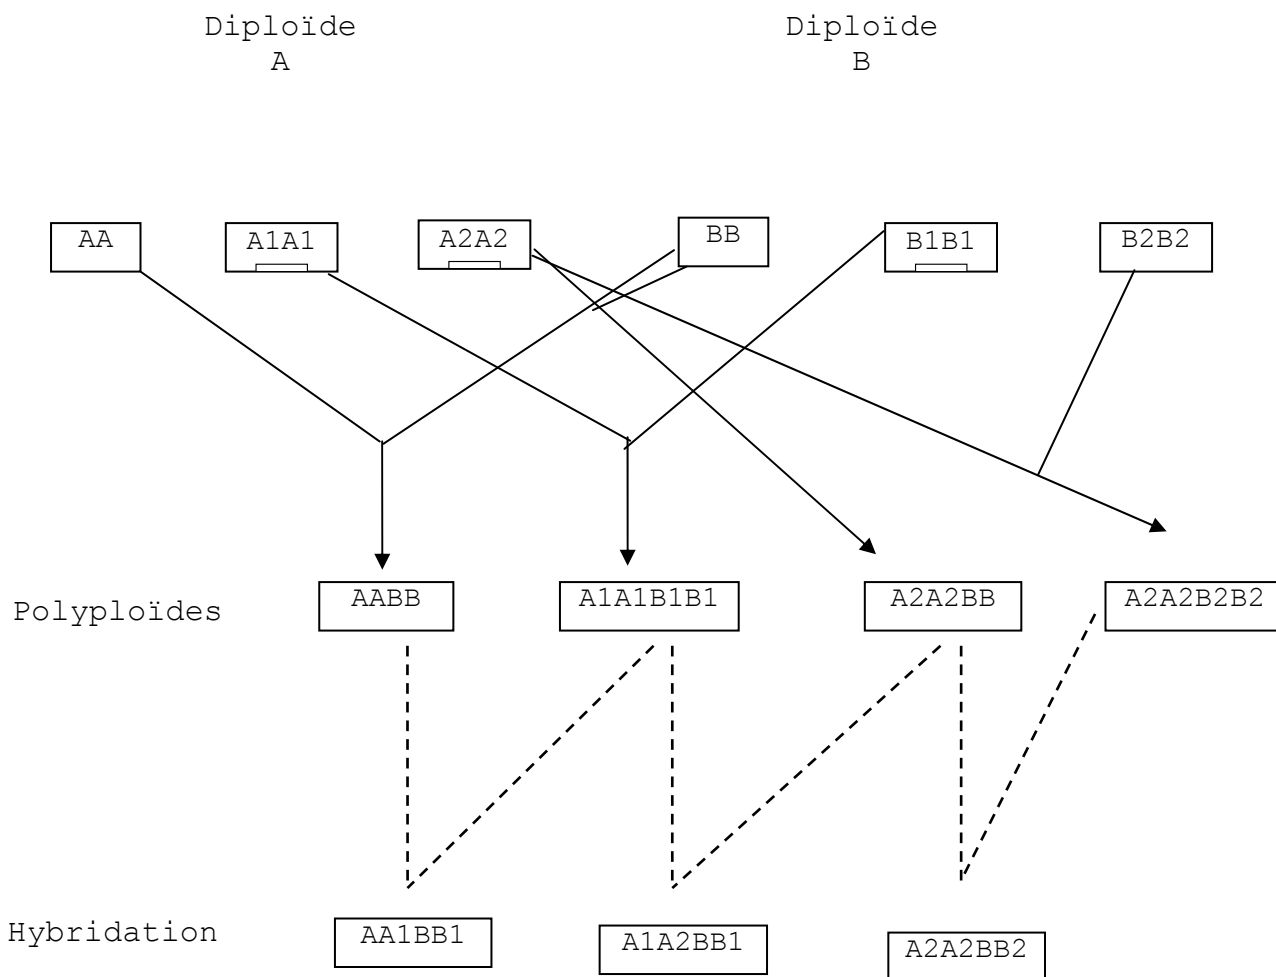 Diploïde Diploïde
A B
AA A1A1 A2A2 BB B1B1 B2B2
Polyploïdes AABB A1A1B1B1 A2A2BB A2A2B2B2
Hybridation AA1BB1 A1A2BB1 A2A2BB2